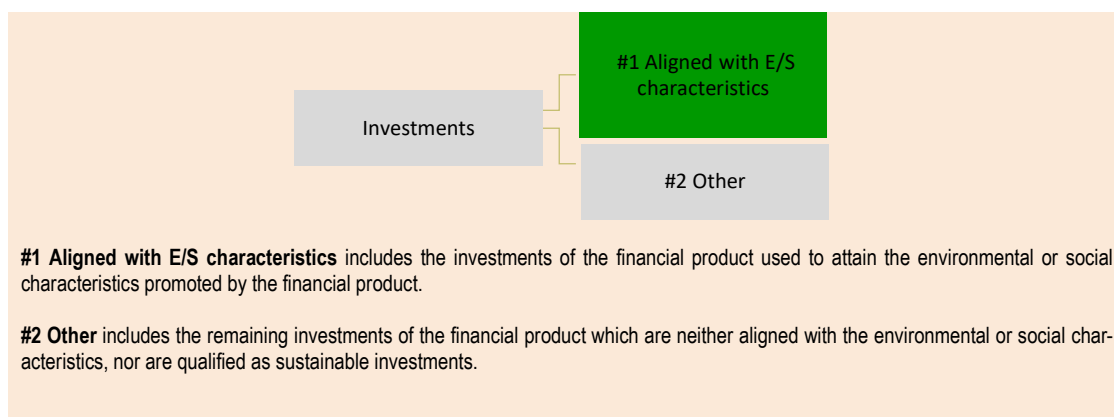 #1 Aligned with E/S
characteristics
Investments
#2 Other
#1 Aligned with E/S characteristics includes the investments of the financial product used to attain the environmental or social
characteristics promoted by the financial product.
#2 Other includes the remaining investments of the financial product which are neither aligned with the environmental or social char-
acteristics, nor are qualified as sustainable investments.